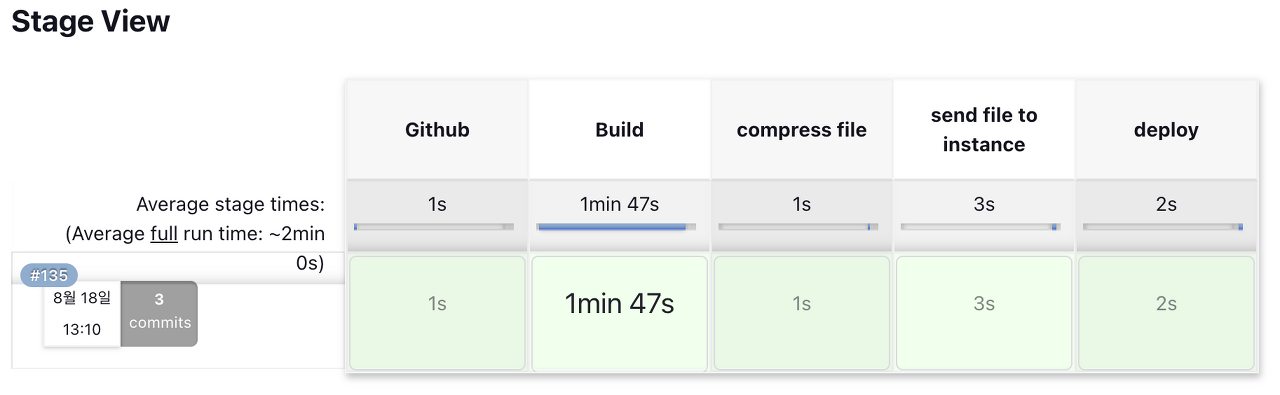 Stage View
Github
Build
compress file
send file to
instance
deploy
Average stage times:
(Average full run time: ~2min
0s)
1s
1min 47s
1s
3s
2s
#135
8월 18일
13:10
3
commits
1s
1min 47s
1s
3s
2s